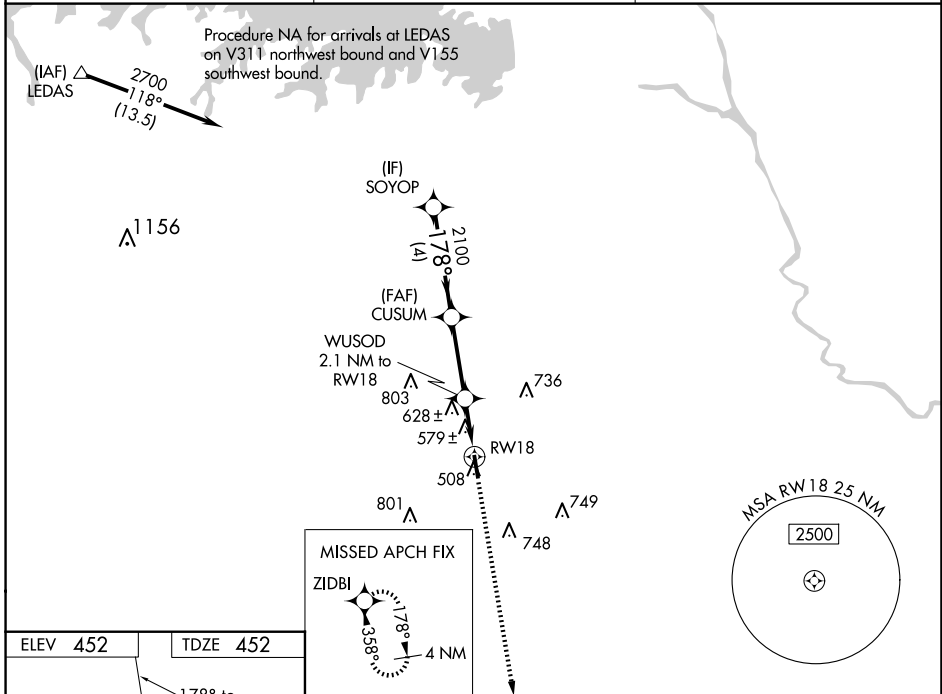 Procedure NA for arrivals at LEDAS
on V311 northwest bound and V155
southwest bound.
(IAF)
LEDAS
2700
118°
(13.5)
(IF)
SOYOP
1156
2100
178°
(4)
(FAF)
CUSUM
WUSOD
2.1 NM to
RW18
803
736
628 ±
579 ±
RW18
508
801
749
748
MSA RW18 25 NM
2500
MISSED APCH FIX
ZIDBI
178°
358°
4 NM
ELEV 452
TDZE 452
178° to